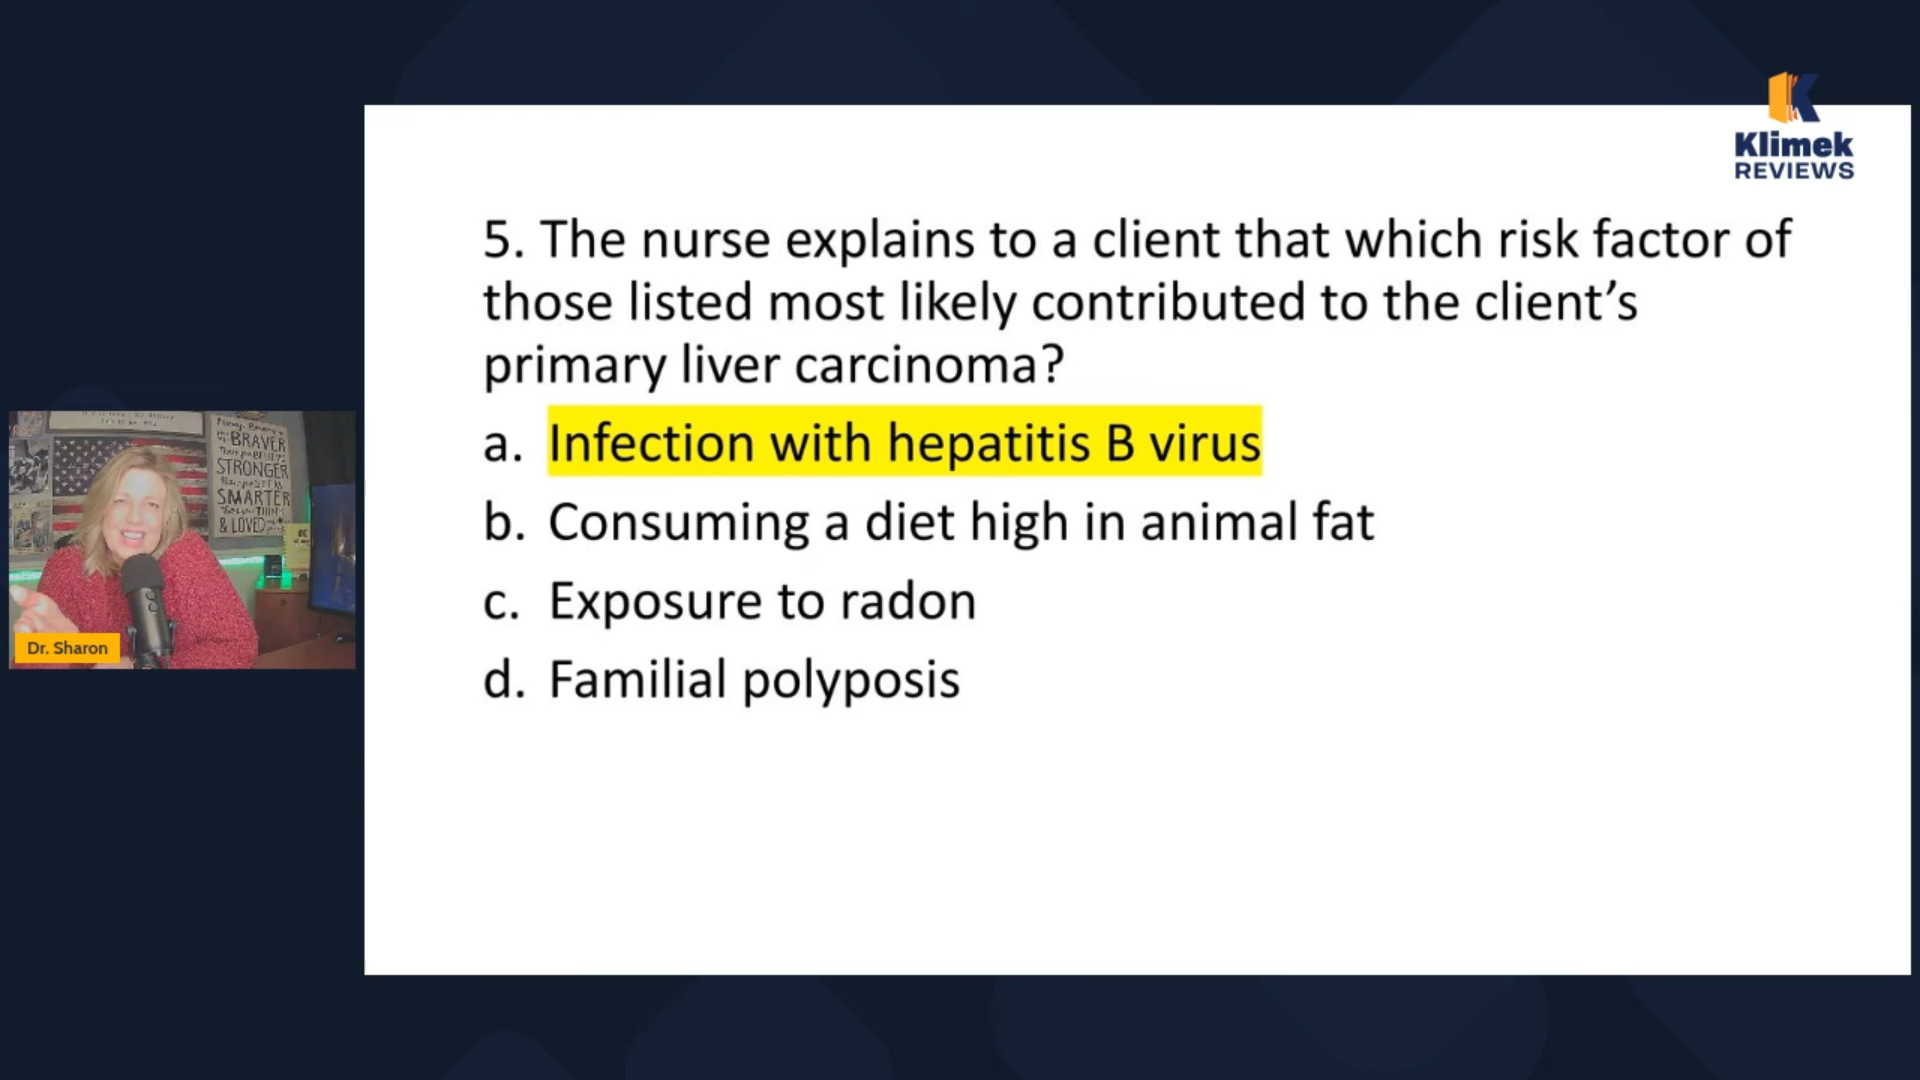 Klimek
REVIEWS
5. The nurse explains to a client that which risk factor of
those listed most likely contributed to the client’s
primary liver carcinoma?
a. Infection with hepatitis B virus
b. Consuming a diet high in animal fat
c. Exposure to radon
d. Familial polyposis
BRAVER
STRONGER
SMARTER
& LOVED
Dr. Sharon